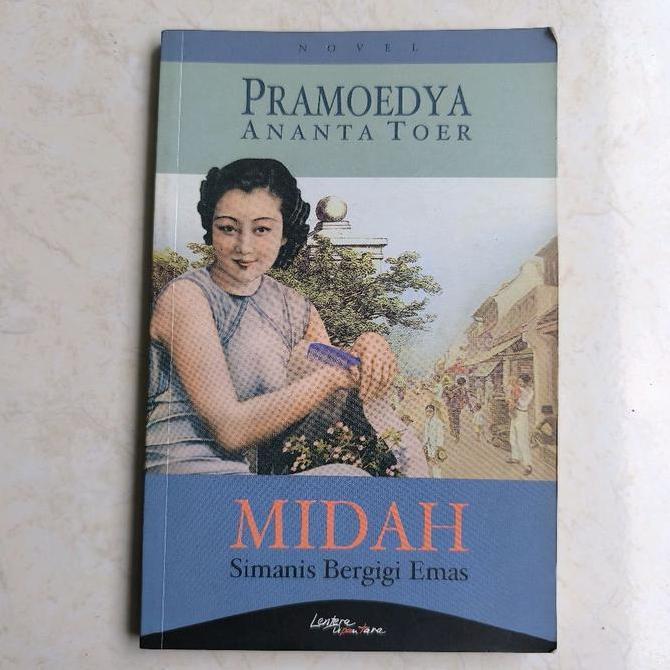 NOVEL
PRAMOEDYA
ANANTA TOER
MIDAH
Simanis Bergigi Emas
Lentera
Dipantara